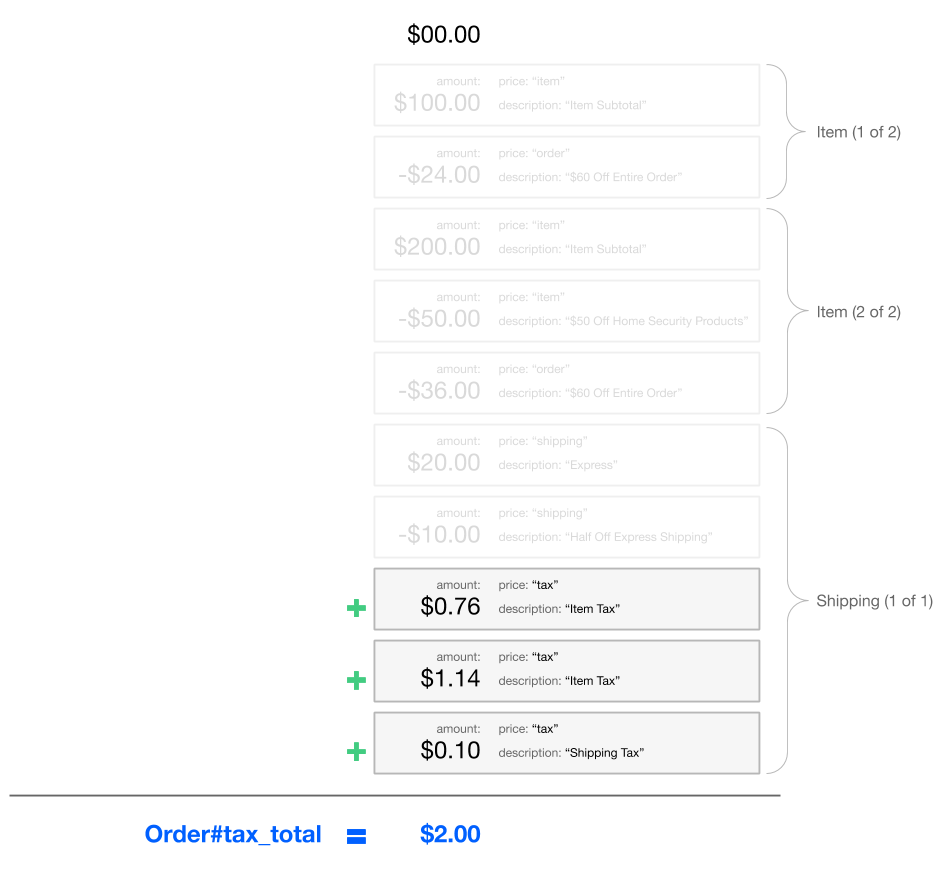 $00.00
amount: price: “item”
$100.00 description: “Item Subtotal”
Item (1 of 2)
amount: price: “order”
-$24.00 description: “$60 Off Entire Order”
amount: price: “item”
$200.00 description: “Item Subtotal”
amount: price: “item”
-$50.00 description: “$50 Off Home Security Products”
Item (2 of 2)
amount: price: “order”
-$36.00 description: “$60 Off Entire Order”
amount: price: “shipping”
$20.00 description: “Express”
amount: price: “shipping”
-$10.00 description: “Half Off Express Shipping”
amount: price: “tax”
+ $0.76 description: “Item Tax”
Shipping (1 of 1)
amount: price: “tax”
+ $1.14 description: “Item Tax”
amount: price: “tax”
+ $0.10 description: “Shipping Tax”
Order#tax_total = $2.00